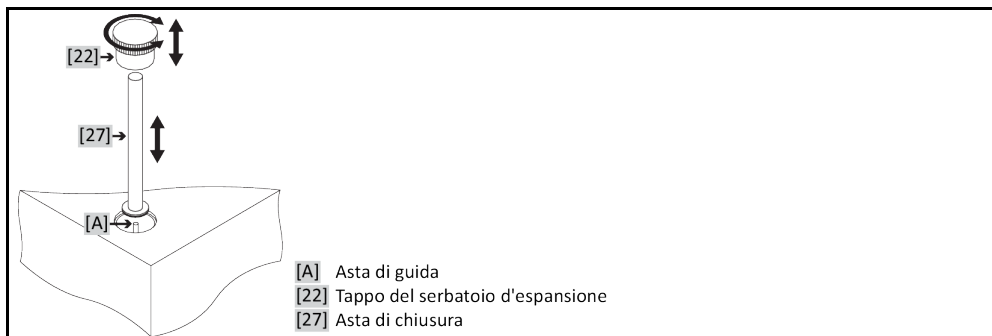 [22]
[27]
[A]
[A] Asta di guida
[22] Tappo del serbatoio d'espansione
[27] Asta di chiusura